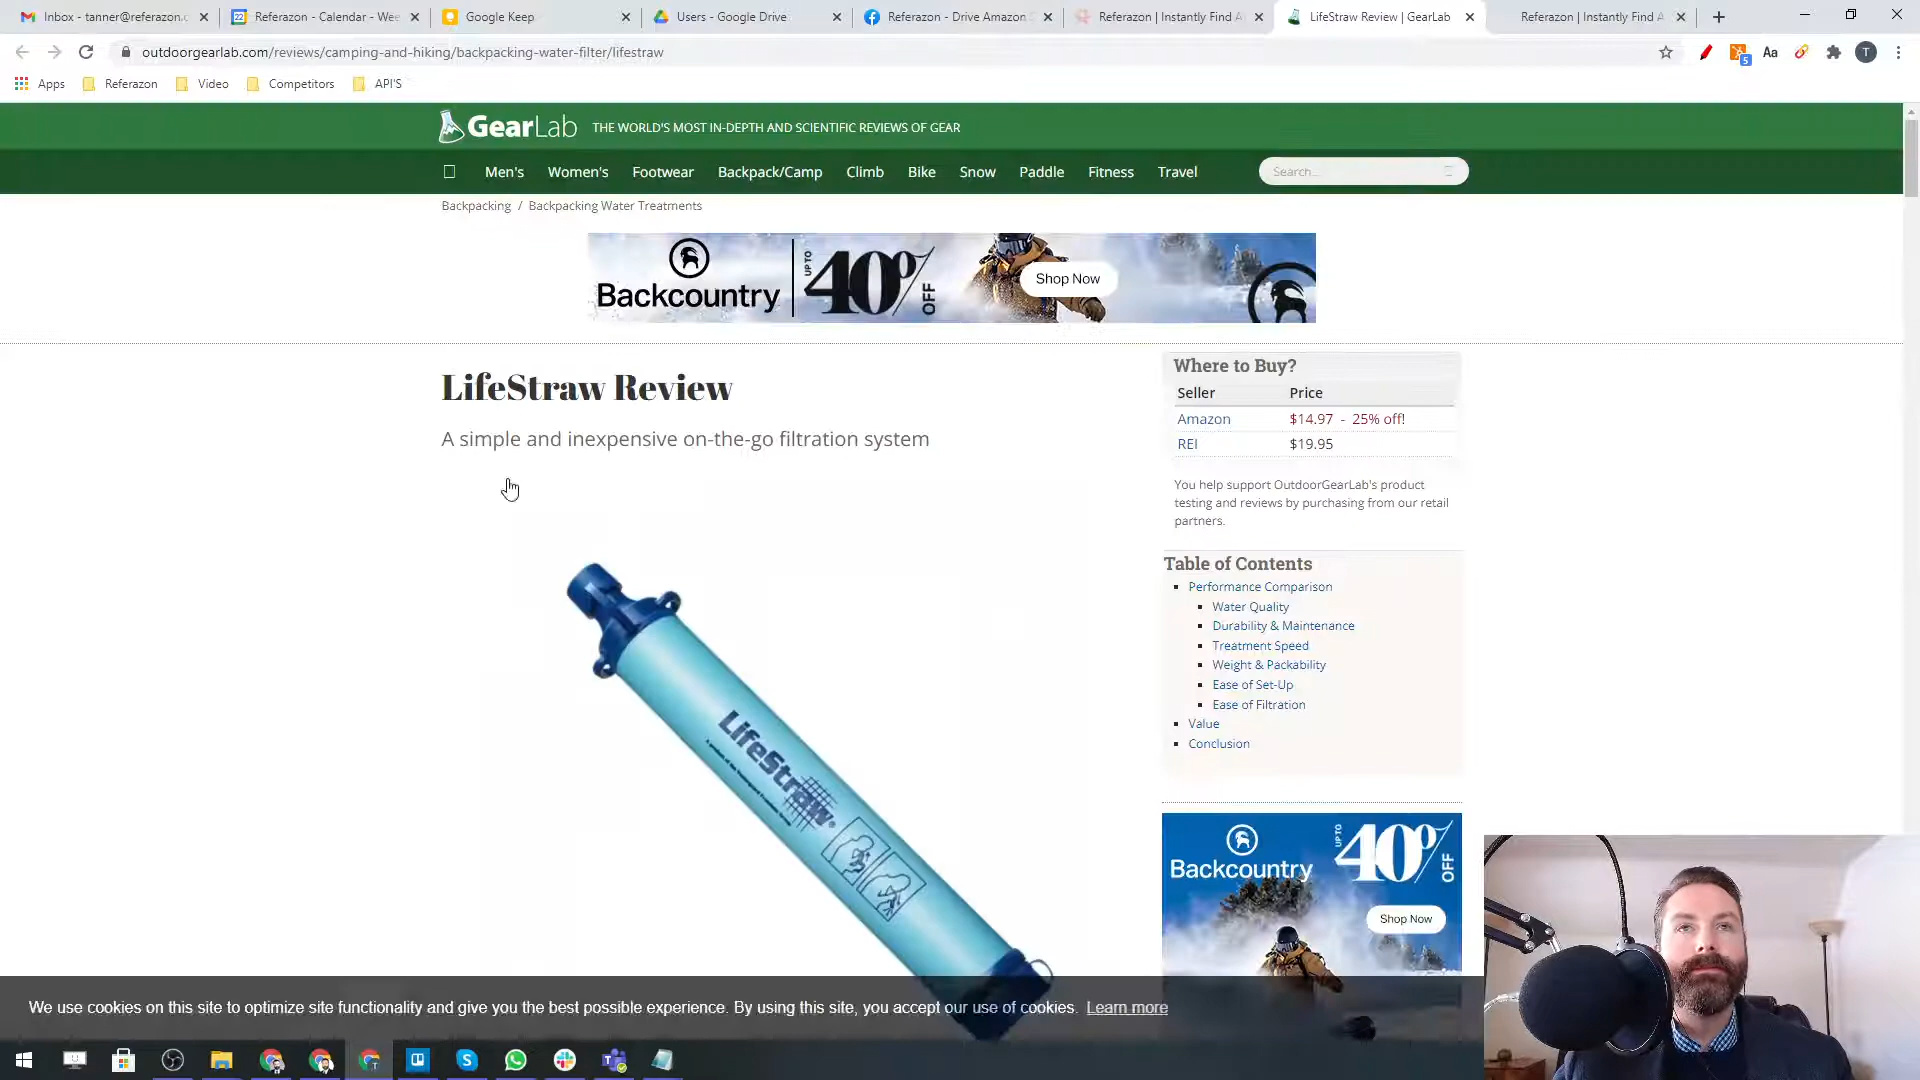 Inbox - tanner@referazon.c
Referazon - Calendar - Wee
Google Keep
Users - Google Drive
Referazon - Drive Amazon
Referazon | Instantly Find A
LifeStraw Review | GearLab
Referazon | Instantly Find A
outdoorgearlab.com/reviews/camping-and-hiking/backpacking-water-filter/lifestraw
5
Aa
T
Apps
Referazon
Video
Competitors
API'S
GearLab
THE WORLD'S MOST IN-DEPTH AND SCIENTIFIC REVIEWS OF GEAR
Men's
Women's
Footwear
Backpack/Camp
Climb
Bike
Snow
Paddle
Fitness
Travel
Search...
Backpacking / Backpacking Water Treatments
Backcountry
UP TO
40%
OFF
Shop Now
LifeStraw Review
A simple and inexpensive on-the-go filtration system
LifeStraw
Where to Buy?
Seller Price
Amazon $14.97 - 25% off!
REI $19.95
You help support OutdoorGearLab's product
testing and reviews by purchasing from our retail
partners.
Table of Contents
Performance Comparison
Water Quality
Durability & Maintenance
Treatment Speed
Weight & Packability
Ease of Set-Up
Ease of Filtration
Value
Conclusion
Backcountry
UP TO
40%
OFF
Shop Now
We use cookies on this site to optimize site functionality and give you the best possible experience. By using this site, you accept our use of cookies. Learn more